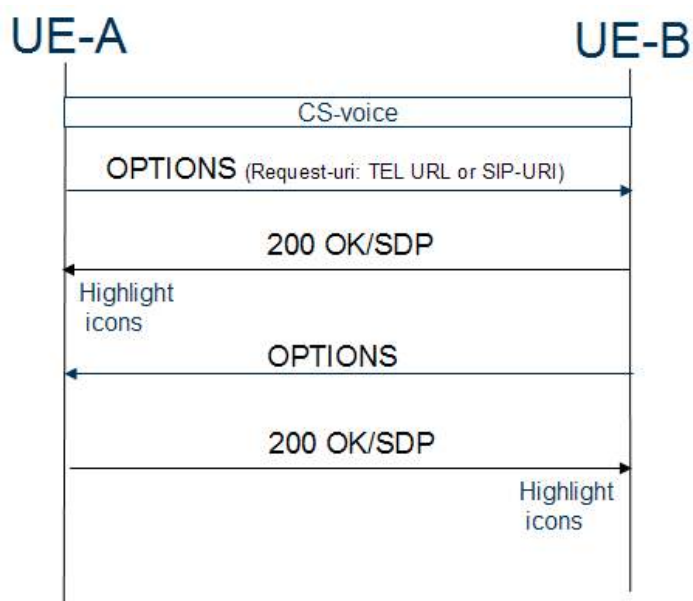 UE-A
UE-B
CS-voice
OPTIONS (Request-uri: TEL URL or SIP-URI)
200 OK/SDP
Highlight
icons
OPTIONS
200 OK/SDP
Highlight
icons